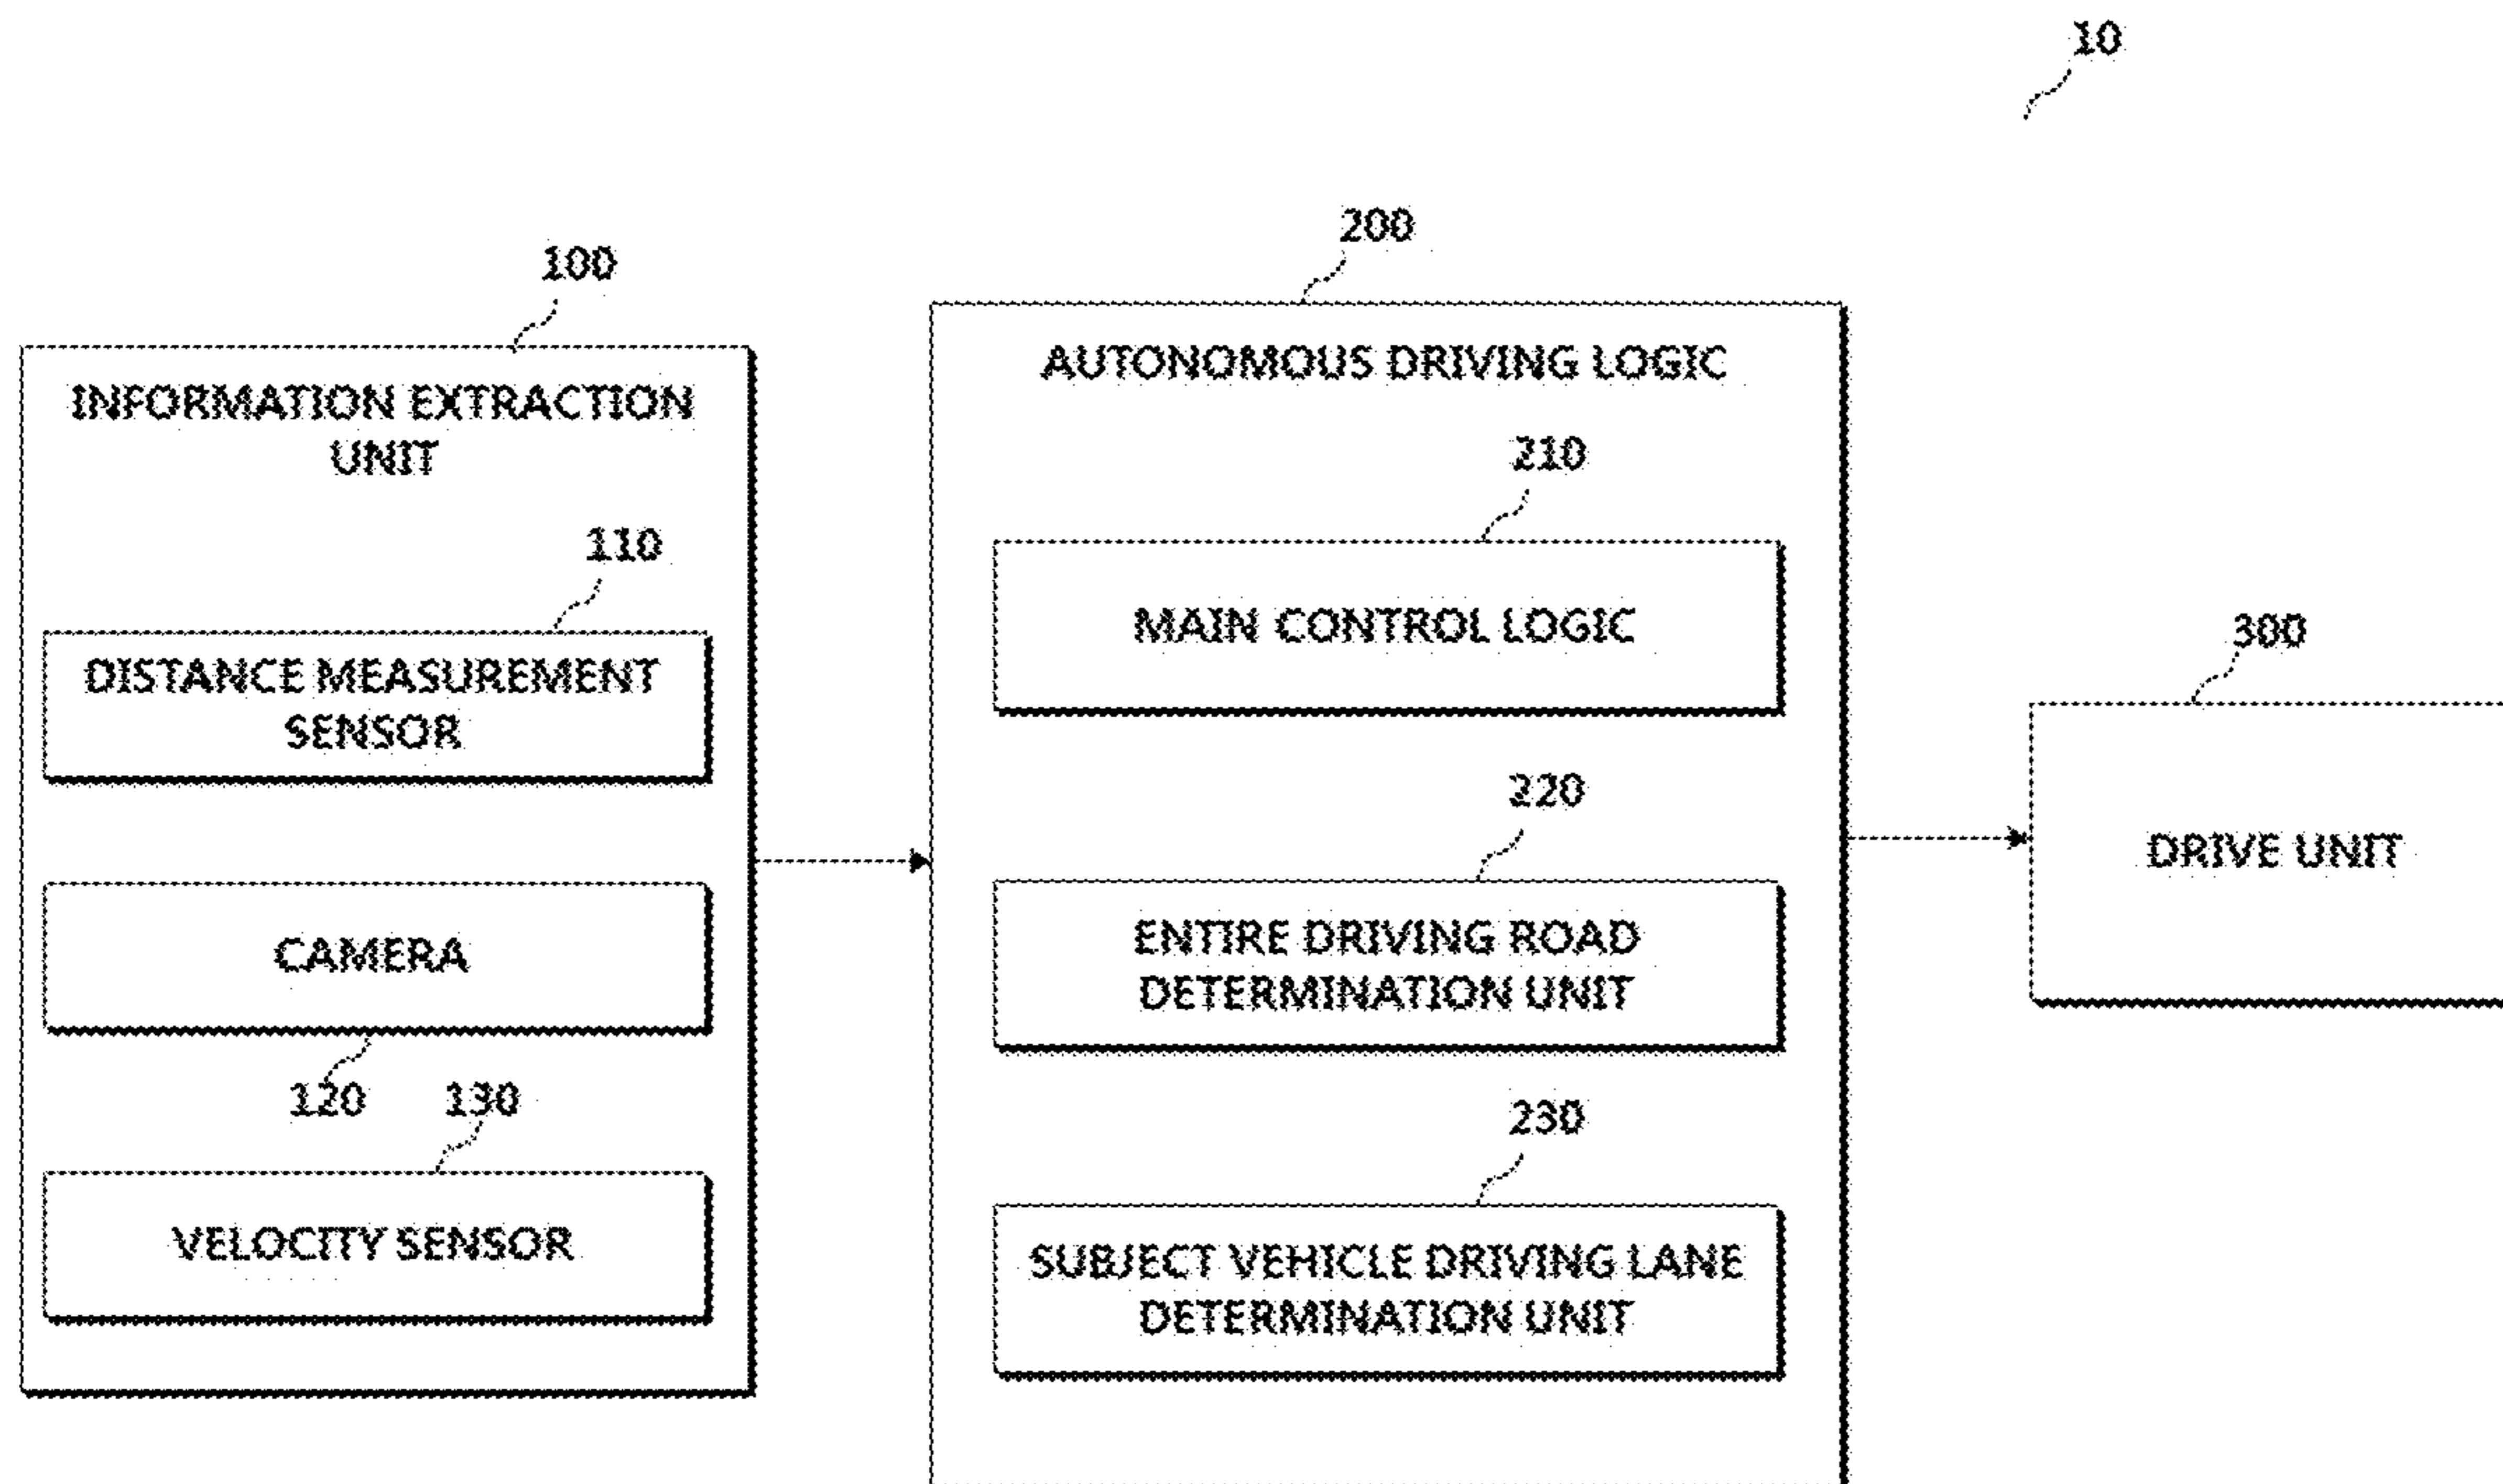 10
100
INFORMATION EXTRACTION
UNIT
110
DISTANCE MEASUREMENT
SENSOR
CAMERA
120
130
VELOCITY SENSOR
200
AUTONOMOUS DRIVING LOGIC
210
MAIN CONTROL LOGIC
220
ENTIRE DRIVING ROAD
DETERMINATION UNIT
230
SUBJECT VEHICLE DRIVING LANE
DETERMINATION UNIT
300
DRIVE UNIT